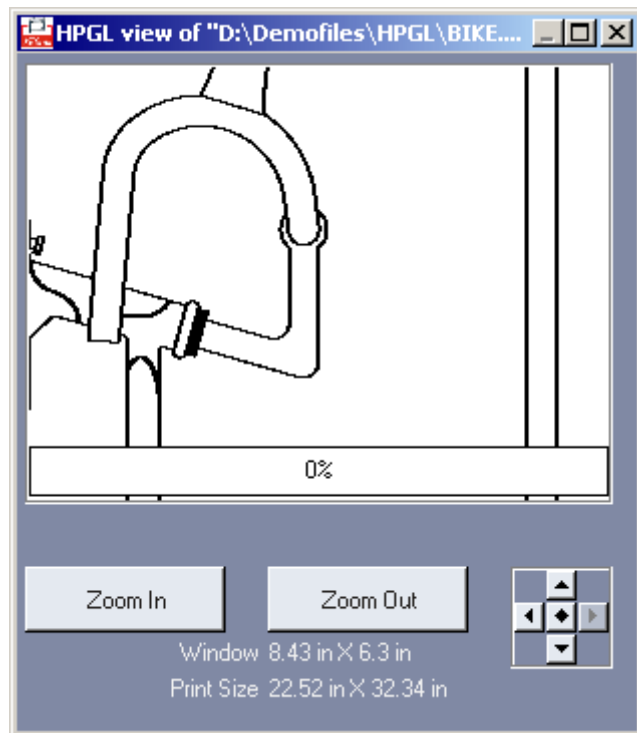 HPGL view of "D:\Demofiles\HPGL\BIKE....
0%
Zoom In Zoom Out
Window 8.43 in X 6.3 in
Print Size 22.52 in X 32.34 in